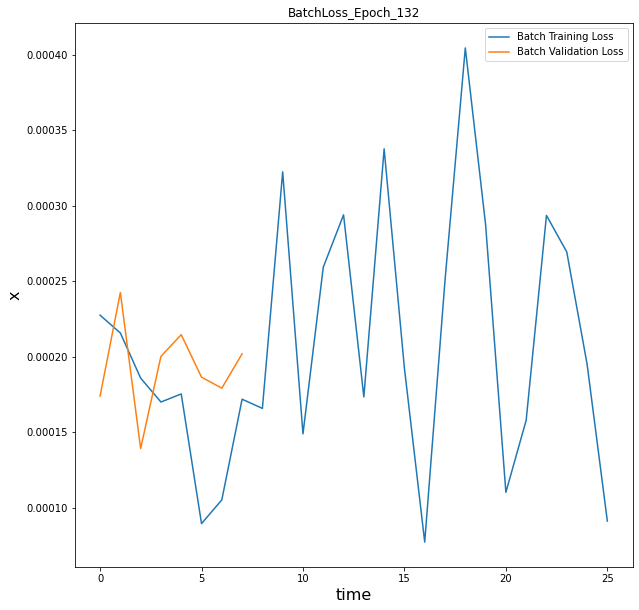 BatchLoss_Epoch_132
Batch Training Loss
Batch Validation Loss
0.00040
0.00035
0.00030
0.00025
0.00020
0.00015
0.00010
x
0
5
10
15
20
25
time